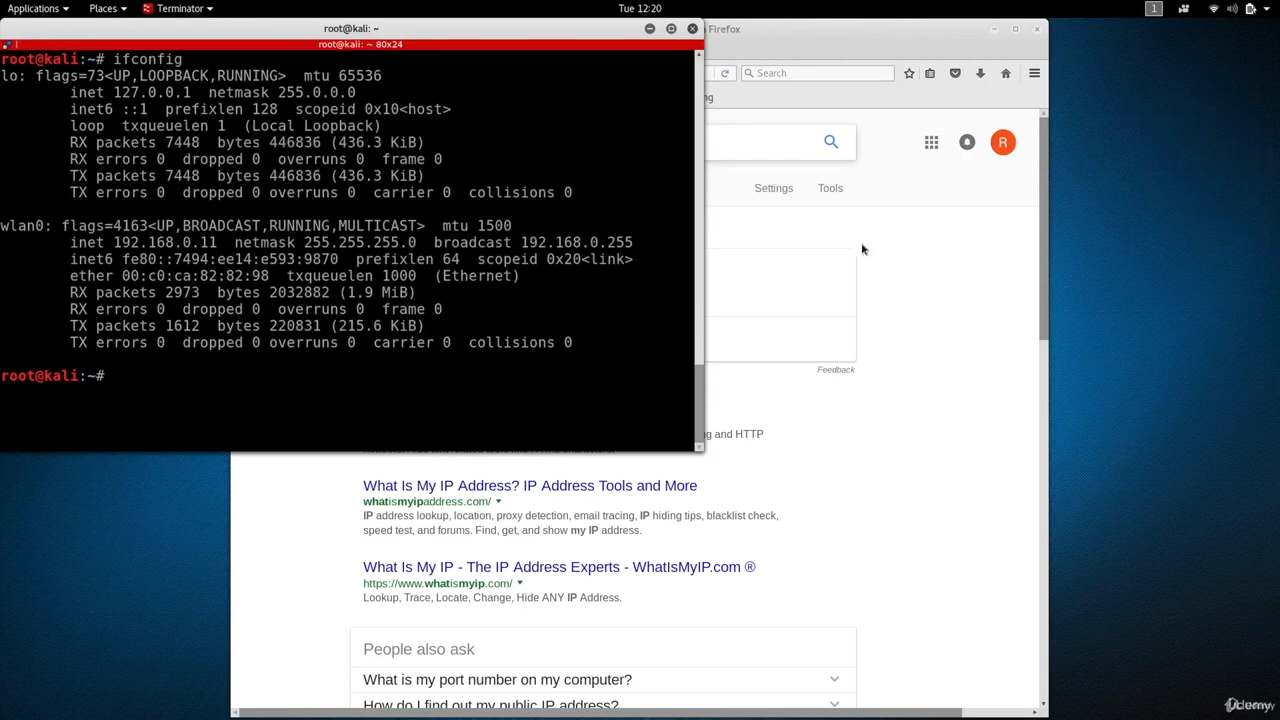 Applications Places Terminator Tue 12:20 1
root@kali: ~
root@kali: ~ 80x24
root@kali:~# ifconfig
lo: flags=73<UP,LOOPBACK,RUNNING> mtu 65536
inet 127.0.0.1 netmask 255.0.0.0
inet6 ::1 prefixlen 128 scopeid 0x10<host>
loop txqueuelen 1 (Local Loopback)
RX packets 7448 bytes 446836 (436.3 KiB)
RX errors 0 dropped 0 overruns 0 frame 0
TX packets 7448 bytes 446836 (436.3 KiB)
TX errors 0 dropped 0 overruns 0 carrier 0 collisions 0
wlan0: flags=4163<UP,BROADCAST,RUNNING,MULTICAST> mtu 1500
inet 192.168.0.11 netmask 255.255.255.0 broadcast 192.168.0.255
inet6 fe80::7494:ee14:e593:9870 prefixlen 64 scopeid 0x20<link>
ether 00:c0:ca:82:82:98 txqueuelen 1000 (Ethernet)
RX packets 2973 bytes 2032882 (1.9 MiB)
RX errors 0 dropped 0 overruns 0 frame 0
TX packets 1612 bytes 220831 (215.6 KiB)
TX errors 0 dropped 0 overruns 0 carrier 0 collisions 0
root@kali:~#
Firefox
Search
R
Settings Tools
Feedback
g and HTTP
What Is My IP Address? IP Address Tools and More
whatismyipaddress.com/
IP address lookup, location, proxy detection, email tracing, IP hiding tips, blacklist check,
speed test, and forums. Find, get, and show my IP address.
What Is My IP - The IP Address Experts - WhatIsMyIP.com ®
https://www.whatismyip.com/
Lookup, Trace, Locate, Change, Hide ANY IP Address.
People also ask
What is my port number on my computer?
How do I find out my public IP address?
Udemy